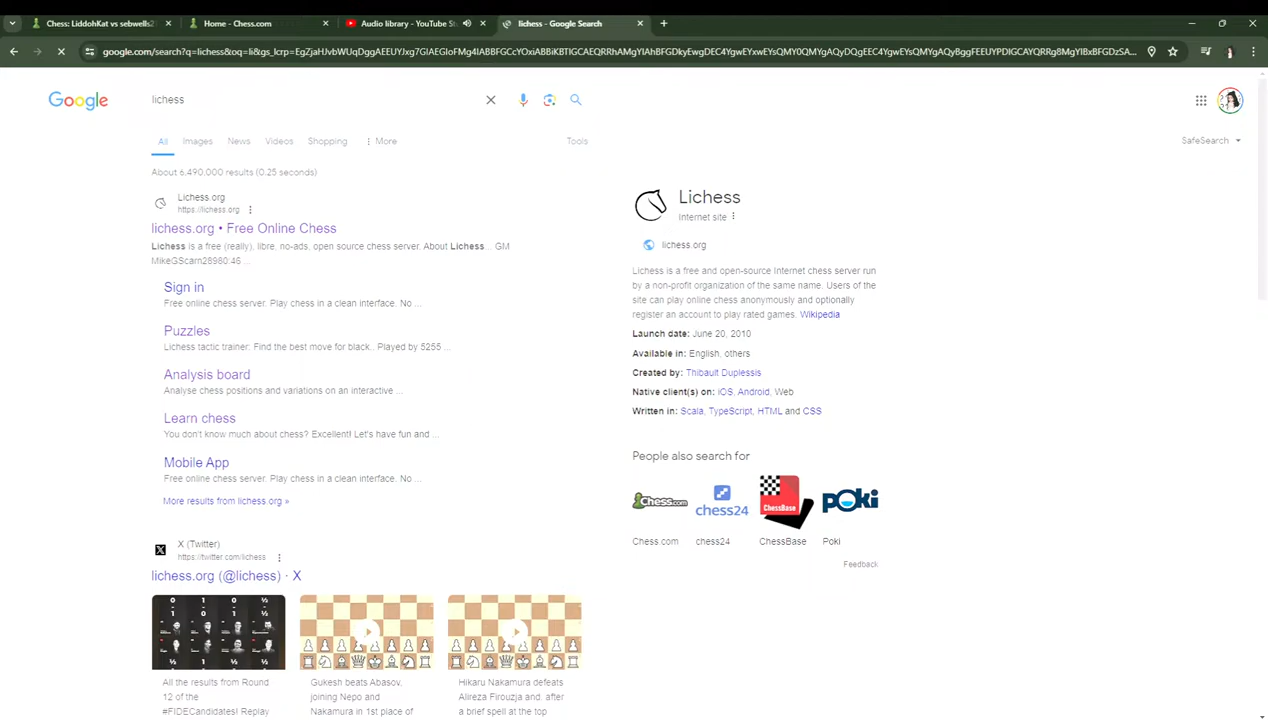 Chess: LiddohKat vs sebwells2
Home - Chess.com
Audio library - YouTube St
lichess - Google Search
Google
lichess
All Images News Videos Shopping More Tools
SafeSearch
About 6,490,000 results (0.25 seconds)
Lichess.org
https://lichess.org
lichess.org • Free Online Chess
Lichess is a free (really), libre, no-ads, open source chess server. About Lichess . GM
MikeGScarn28980:46 ...
Sign in
Free online chess server. Play chess in a clean interface. No ...
Puzzles
Lichess tactic trainer: Find the best move for black.. Played by 5255 ...
Analysis board
Analyse chess positions and variations on an interactive ...
Learn chess
You don't know much about chess? Excellent! Let's have fun and ...
Mobile App
Free online chess server. Play chess in a clean interface. No ...
More results from lichess.org »
X (Twitter)
https://twitter.com/lichess
lichess.org (@lichess) · X
All the results from Round
12 of the
#FIDECandidates! Replay
Gukesh beats Abasov,
joining Nepo and
Nakamura in 1st place of
Hikaru Nakamura defeats
Alireza Firouzja and, after
a brief spell at the top
Lichess
Internet site
lichess.org
Lichess is a free and open-source Internet chess server run
by a non-profit organization of the same name. Users of the
site can play online chess anonymously and optionally
register an account to play rated games. Wikipedia
Launch date: June 20, 2010
Available in: English, others
Created by: Thibault Duplessis
Native client(s) on: iOS, Android, Web
Written in: Scala, TypeScript, HTML and CSS
People also search for
Chess.com
chess24
ChessBase
POKi
Chess.com
chess24
ChessBase
Poki
Feedback